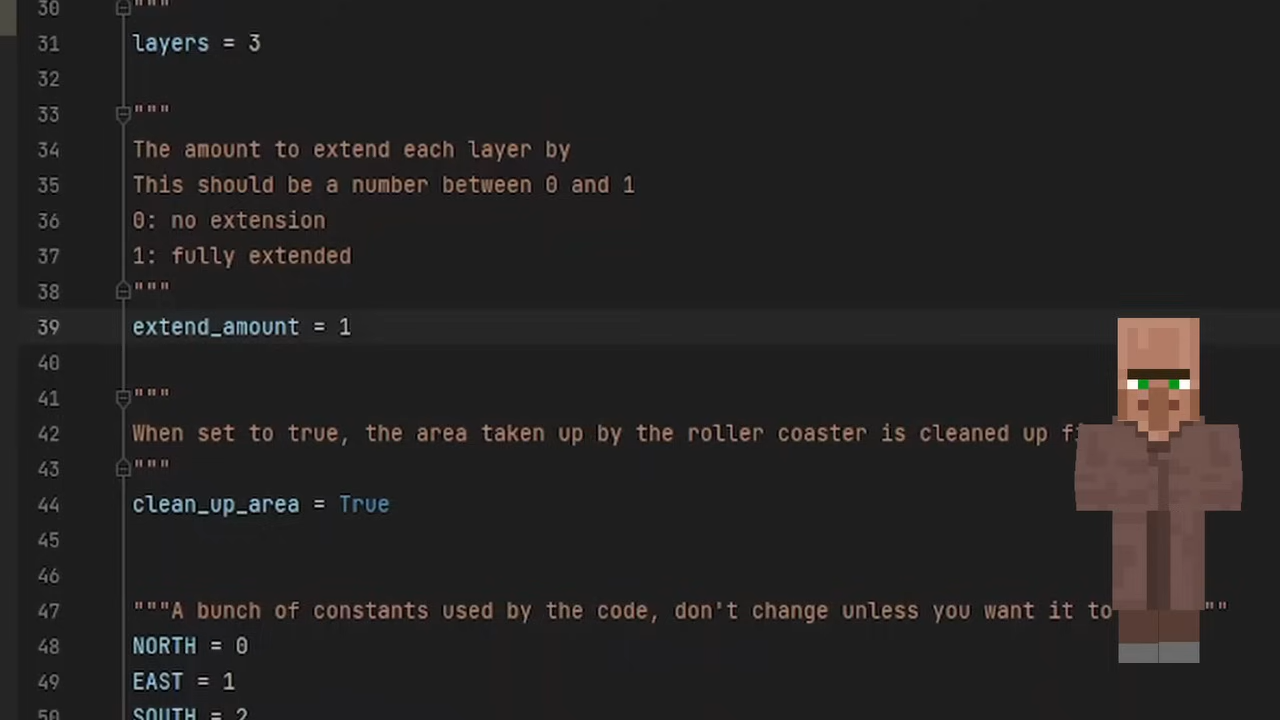 30 """
31 layers = 3
32
33 """
34 The amount to extend each layer by
35 This should be a number between 0 and 1
36 0: no extension
37 1: fully extended
38 """
39 extend_amount = 1
40
41 """
42 When set to true, the area taken up by the roller coaster is cleaned up
43 """
44 clean_up_area = True
45
46
47 """A bunch of constants used by the code, don't change unless you want it to ""
48 NORTH = 0
49 EAST = 1
50 SOUTH = 2